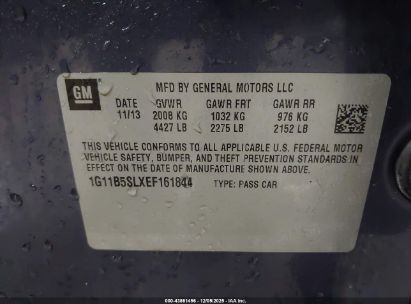 GM
MFD BY GENERAL MOTORS LLC
DATE GVWR GAWR FRT GAWR RR
11/13 2008 KG 1032 KG 976 KG
4427 LB 2275 LB 2152 LB
THIS VEHICLE CONFORMS TO ALL APPLICABLE U.S. FEDERAL MOTOR
VEHICLE SAFETY, BUMPER, AND THEFT PREVENTION STANDARDS IN
EFFECT ON THE DATE OF MANUFACTURE SHOWN ABOVE.
1G11B5SLXEF161844 TYPE: PASS CAR